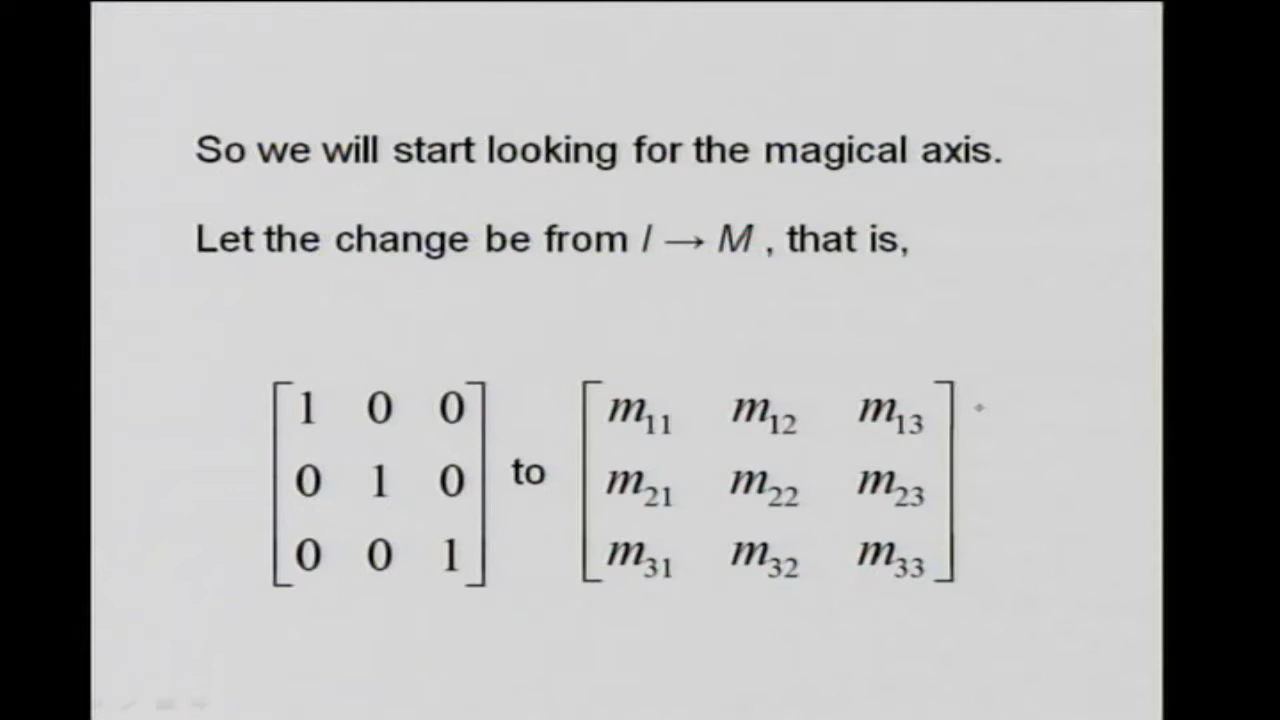 So we will start looking for the magical axis.
Let the change be from I → M , that is,
1 0 0
0 1 0
0 0 1
to
m11 m12 m13
m21 m22 m23
m31 m32 m33